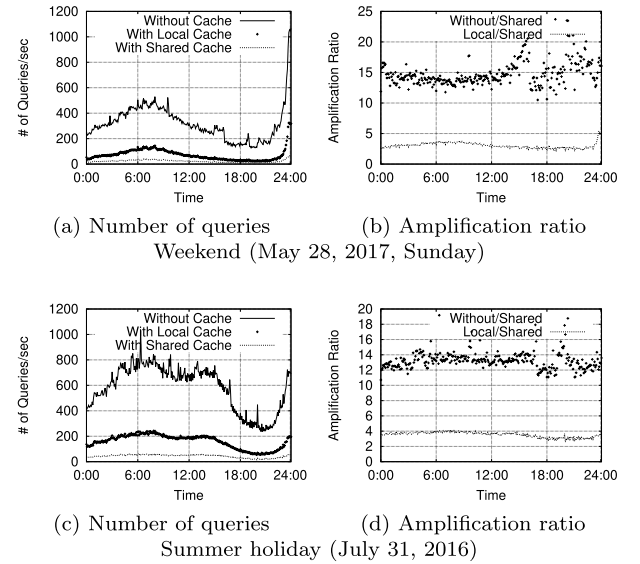 1200
1000
800
600
400
200
0
# of Queries/sec
Without Cache
With Local Cache
With Shared Cache
0:00 6:00 12:00 18:00 24:00
Time
25
20
15
10
5
0
Amplification Ratio
Without/Shared
Local/Shared
0:00 6:00 12:00 18:00 24:00
Time
(a) Number of queries (b) Amplification ratio
Weekend (May 28, 2017, Sunday)
1200
1000
800
600
400
200
0
# of Queries/sec
Without Cache
With Local Cache
With Shared Cache
0:00 6:00 12:00 18:00 24:00
Time
20
18
16
14
12
10
8
6
4
2
0
Amplification Ratio
Without/Shared
Local/Shared
0:00 6:00 12:00 18:00 24:00
Time
(c) Number of queries (d) Amplification ratio
Summer holiday (July 31, 2016)